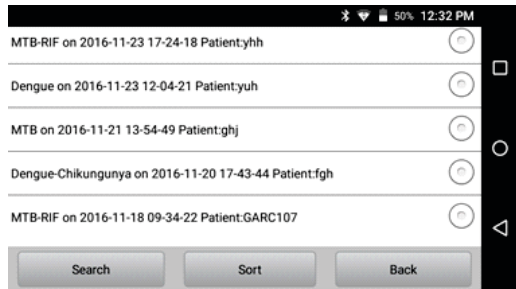 50% 12:32 PM
MTB-RIF on 2016-11-23 17-24-18 Patient:yhh
Dengue on 2016-11-23 12-04-21 Patient:yuh
MTB on 2016-11-21 13-54-49 Patient:ghj
Dengue-Chikungunya on 2016-11-20 17-43-44 Patient:fgh
MTB-RIF on 2016-11-18 09-34-22 Patient:GARC107
Search Sort Back